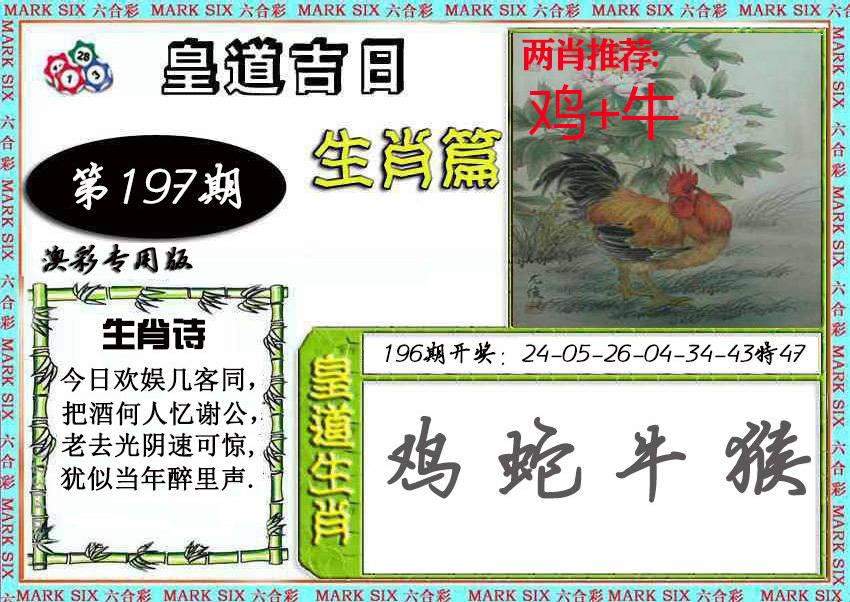 MARK SIX 六合彩 MARK SIX 六合彩 MARK SIX 六合彩 MARK SIX 六合彩 MARK SIX 六合彩 MARK SIX 六合彩
28
1
3
皇道吉日
生肖篇
两肖推荐:
鸡+牛
第197期
澳彩专用版
生肖诗
今日欢娱几客同，
把酒何人忆谢公，
老去光阴速可惊，
犹似当年醉里声.
196期开奖：24-05-26-04-34-43特47
皇道生肖
鸡 蛇 牛 猴
MARK SIX 六合彩 MARK SIX 六合彩 MARK SIX 六合彩 MARK SIX 六合彩 MARK SIX 六合彩 MARK SIX